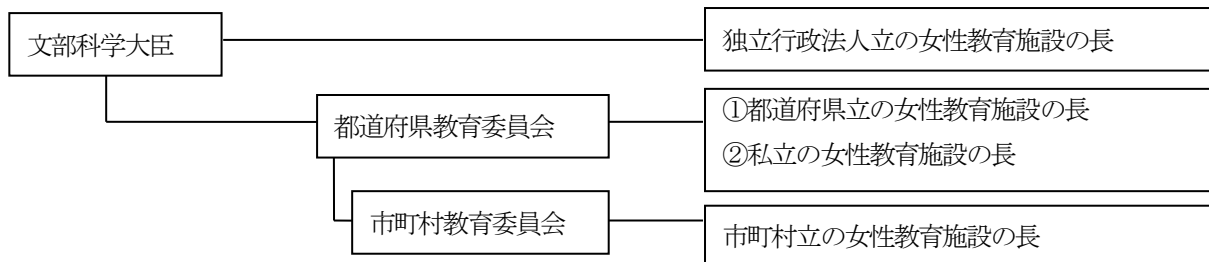 文部科学大臣
独立行政法人立の女性教育施設の長
都道府県教育委員会
①都道府県立の女性教育施設の長
②私立の女性教育施設の長
市町村教育委員会
市町村立の女性教育施設の長